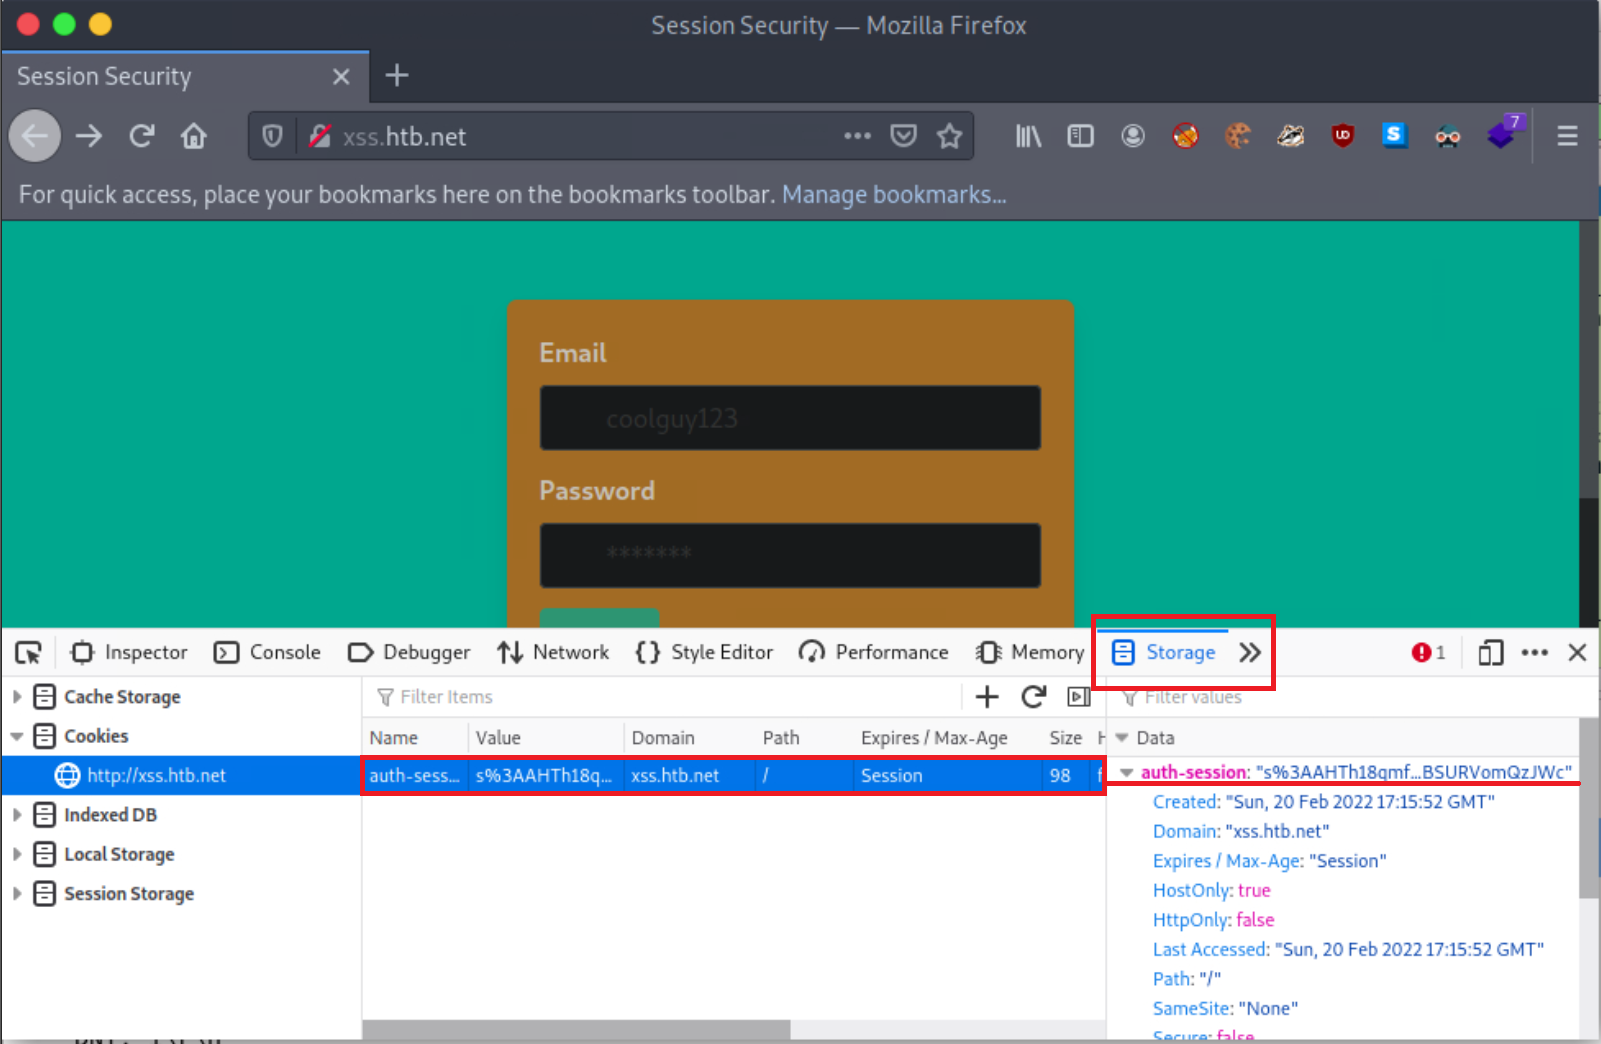 Session Security — Mozilla Firefox
Session Security
xss.htb.net
7
For quick access, place your bookmarks here on the bookmarks toolbar. Manage bookmarks...
Email
coolguy123
Password
*******
Inspector Console Debugger Network Style Editor Performance Memory Storage 1
Cache Storage
Cookies
http://xss.htb.net
Indexed DB
Local Storage
Session Storage
Filter Items
Name Value Domain Path Expires / Max-Age Size
auth-sess... s%3AAHTh18q... xss.htb.net / Session 98
Filter values
Data
auth-session: "s%3AAHTh18qmf...BSURVomQzJWc"
Created: "Sun, 20 Feb 2022 17:15:52 GMT"
Domain: "xss.htb.net"
Expires / Max-Age: "Session"
HostOnly: true
HttpOnly: false
Last Accessed: "Sun, 20 Feb 2022 17:15:52 GMT"
Path: "/"
SameSite: "None"
Secure: false